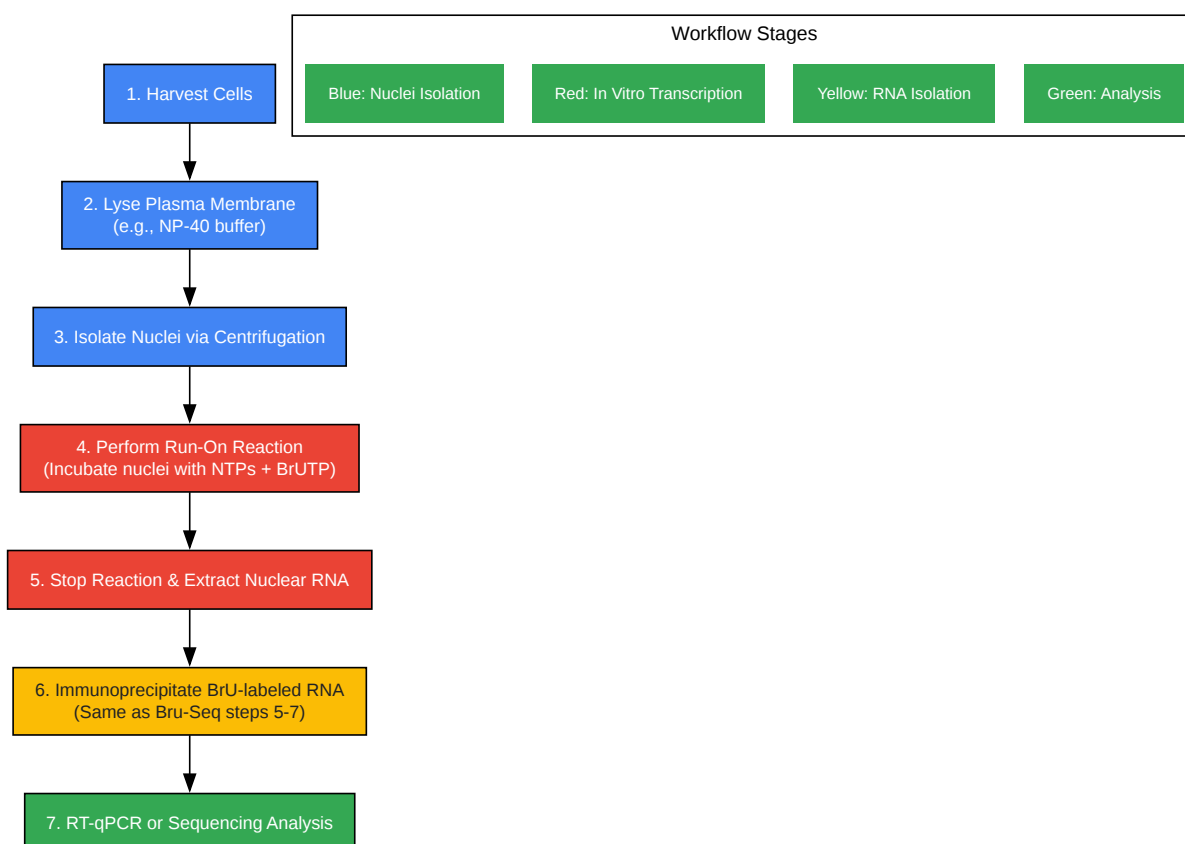 Workflow Stages
Blue: Nuclei Isolation
Red: In Vitro Transcription
Yellow: RNA Isolation
Green: Analysis
1. Harvest Cells
2. Lyse Plasma Membrane
(e.g., NP-40 buffer)
3. Isolate Nuclei via Centrifugation
4. Perform Run-On Reaction
(Incubate nuclei with NTPs + BrUTP)
5. Stop Reaction & Extract Nuclear RNA
6. Immunoprecipitate BrU-labeled RNA
(Same as Bru-Seq steps 5-7)
7. RT-qPCR or Sequencing Analysis